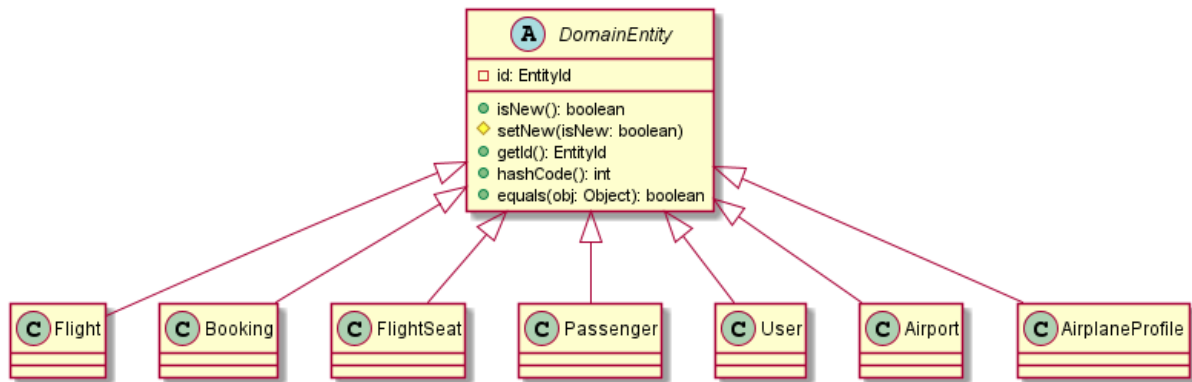 A DomainEntity
id: EntityId
isNew(): boolean
setNew(isNew: boolean)
getId(): EntityId
hashCode(): int
equals(obj: Object): boolean
C Flight
C Booking
C FlightSeat
C Passenger
C User
C Airport
C AirplaneProfile